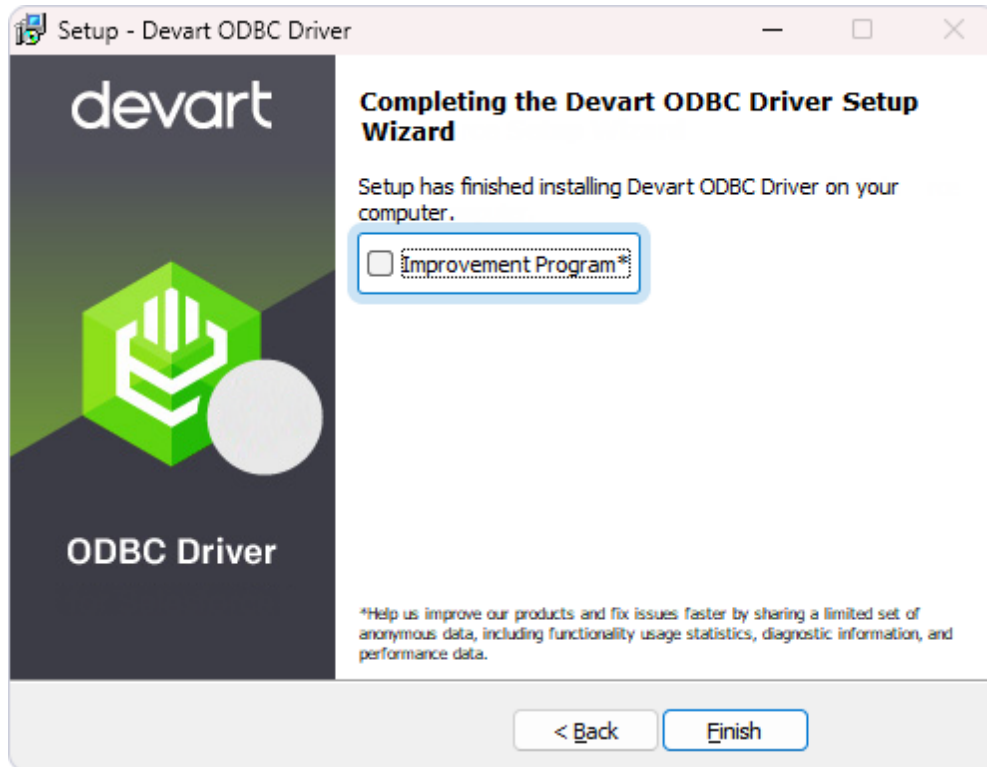 Setup - Devart ODBC Driver
devart
Completing the Devart ODBC Driver Setup
Wizard
Setup has finished installing Devart ODBC Driver on your
computer.
Improvement Program*
ODBC Driver
*Help us improve our products and fix issues faster by sharing a limited set of
anonymous data, including functionality usage statistics, diagnostic information, and
performance data.
< Back
Finish